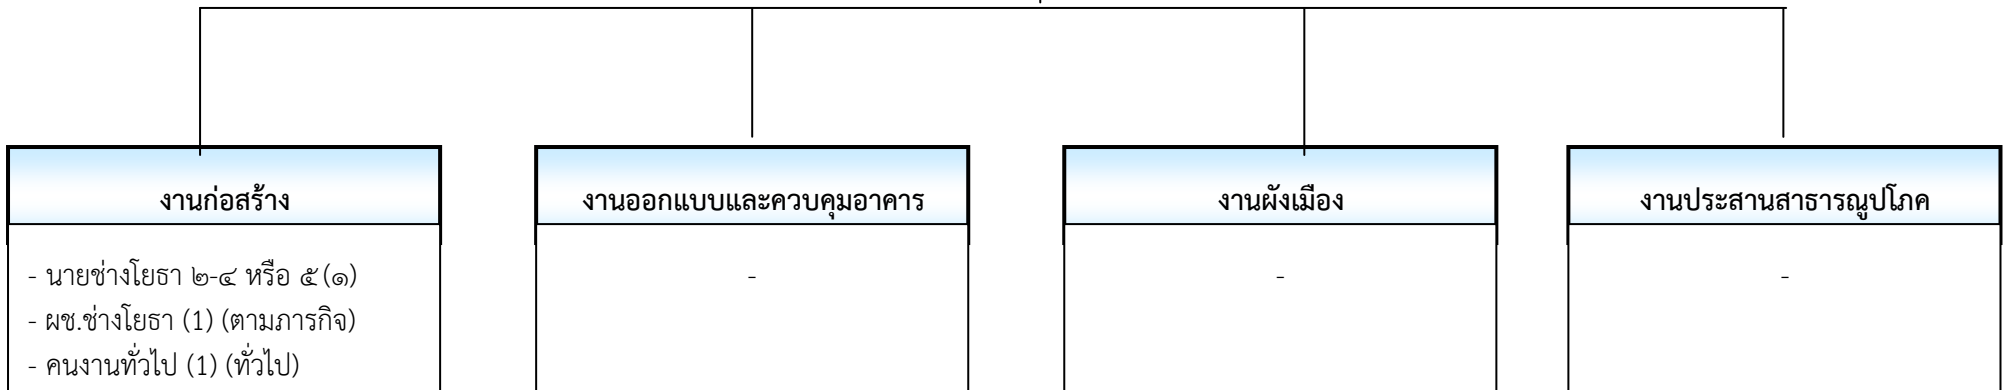 งานก่อสร้าง
งานออกแบบและควบคุมอาคาร
งานผังเมือง
งานประสานสาธารณูปโภค
- นายช่างโยธา ๒-๔ หรือ ๕ (๑)
- ผช.ช่างโยธา (1) (ตามภารกิจ)
- คนงานทั่วไป (1) (ทั่วไป)
-
-
-